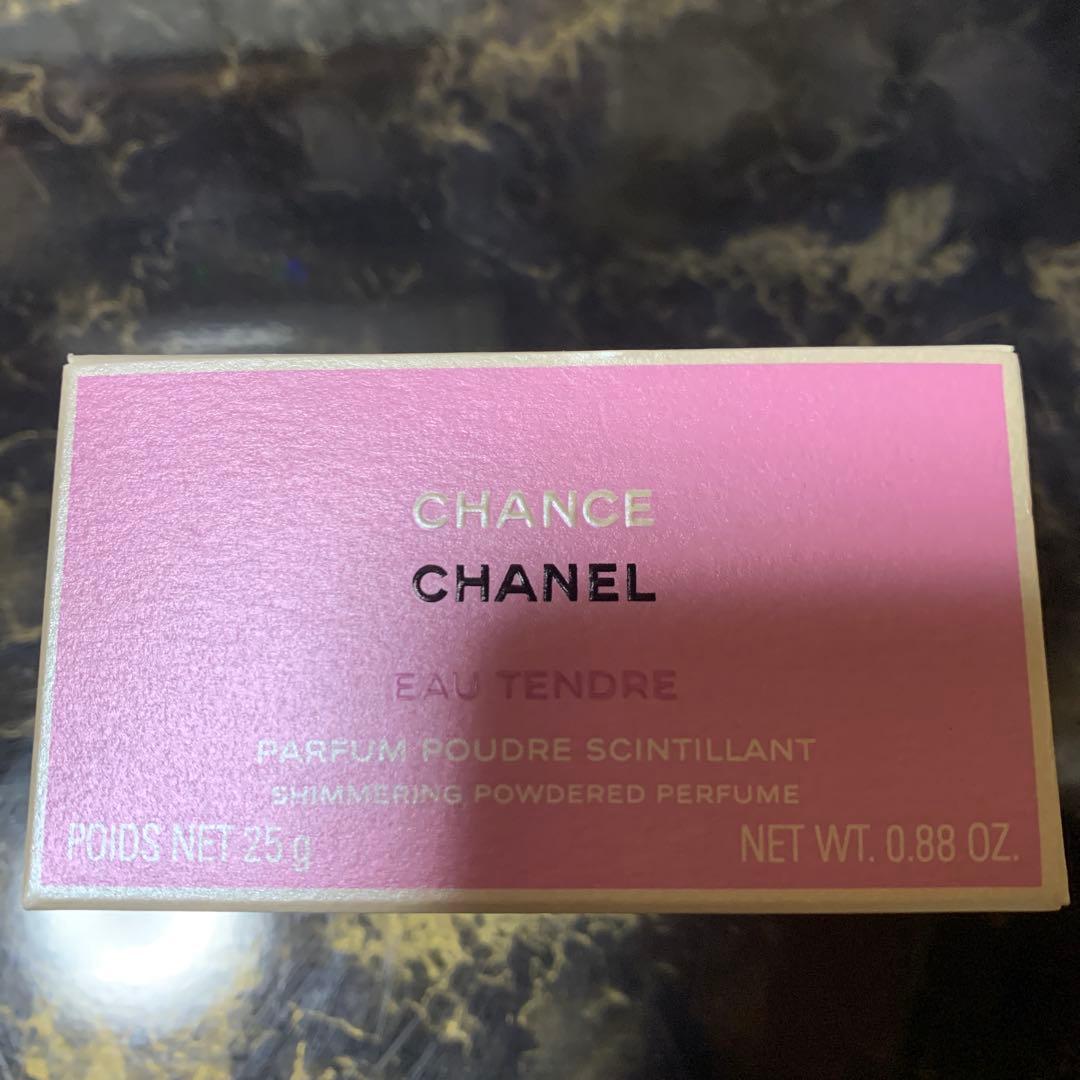 CHANCE
CHANEL
EAU TENDRE
PARFUM POUDRE SCINTILLANT
SHIMMERING POWDERED PERFUME
POIDS NET 25 g NET WT. 0.88 OZ.